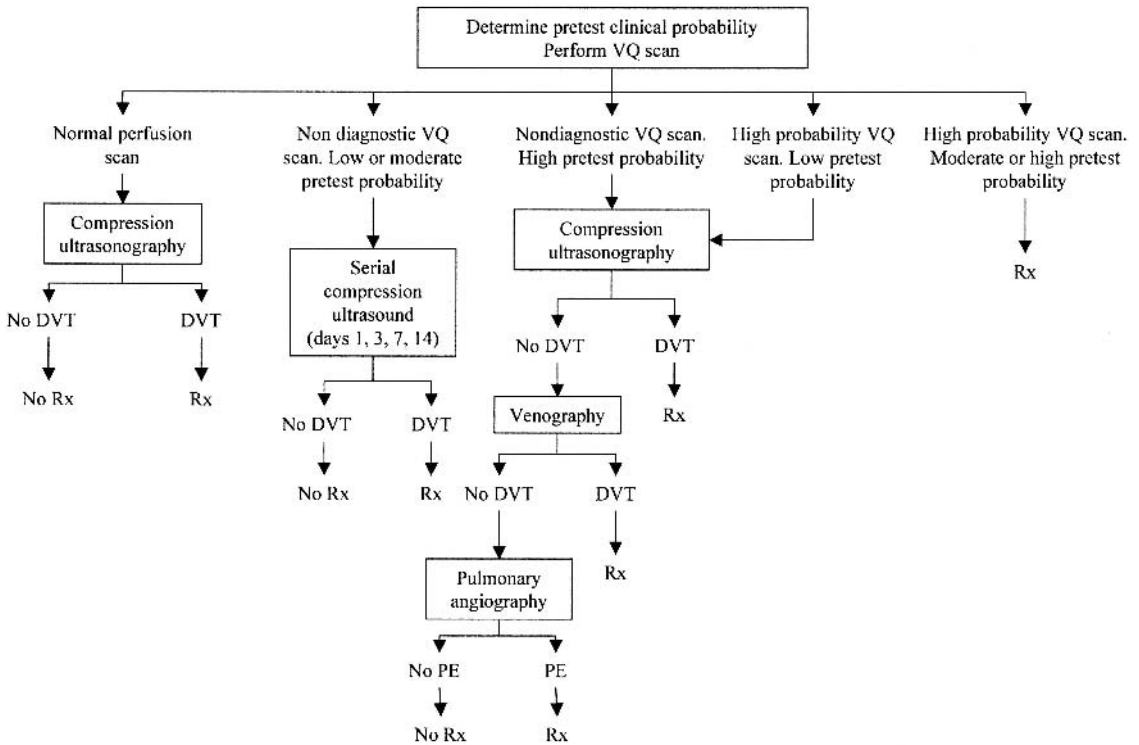 Determine pretest clinical probability
Perform VQ scan
Normal perfusion
scan
Non diagnostic VQ
scan. Low or moderate
pretest probability
Nondiagnostic VQ scan.
High pretest probability
High probability VQ
scan. Low pretest
probability
High probability VQ scan.
Moderate or high pretest
probability
Compression
ultrasonography
Serial
compression
ultrasound
(days 1, 3, 7, 14)
Compression
ultrasonography
Rx
No DVT
DVT
No Rx
Rx
No DVT
DVT
No Rx
Rx
No DVT
DVT
Venography
Rx
No DVT
DVT
Pulmonary
angiography
Rx
No PE
PE
No Rx
Rx